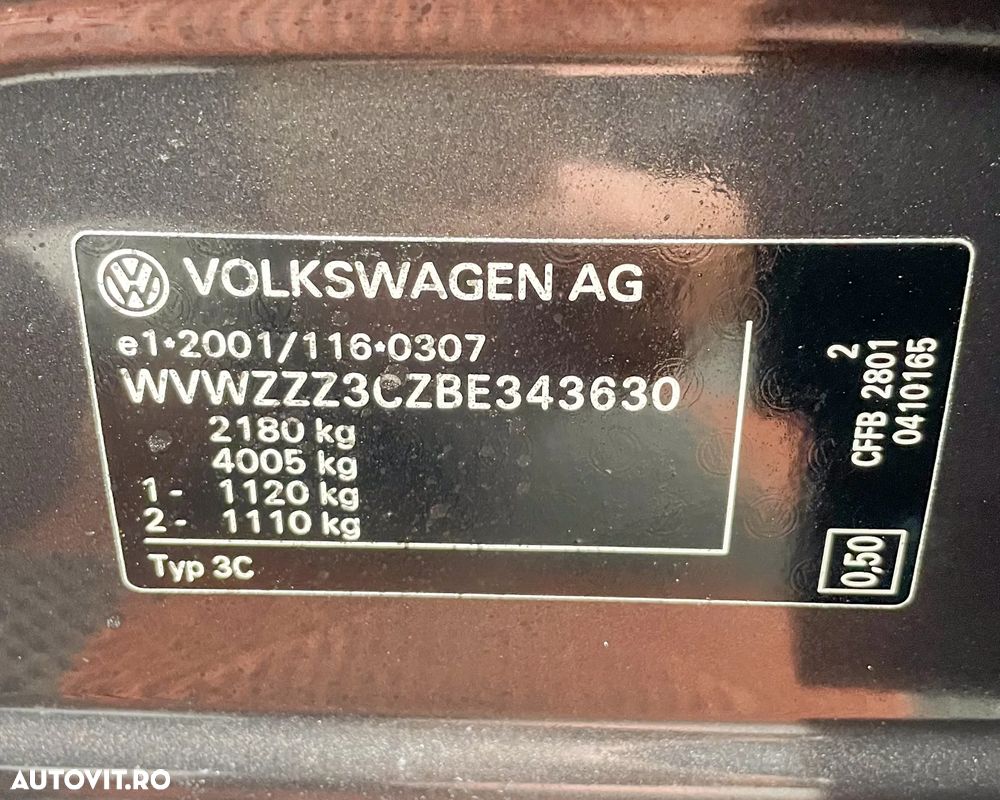 VOLKSWAGEN AG
e1*2001/116*0307
WVWZZZ3CZBE343630
2180 kg
4005 kg
1- 1120 kg
2- 1110 kg
Typ 3C
2
CFFB 2801
0410165
0,50
AUTOVIT.RO